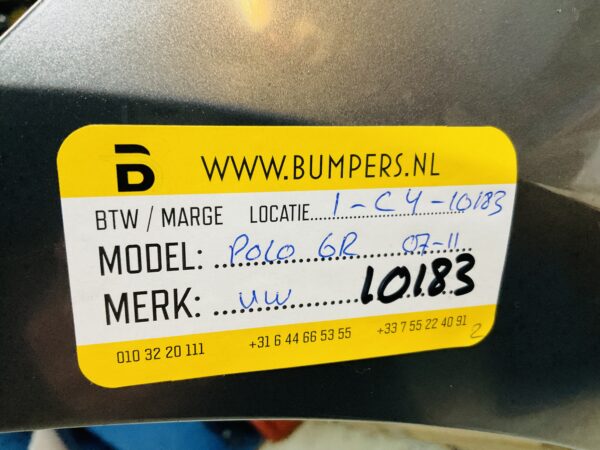 B WWW.BUMPERS.NL
BTW / MARGE LOCATIE 1-C4-10183
MODEL: POLO 6R 07-11
MERK: VW 10183
010 32 20 111 +31 6 44 66 53 55 +33 7 55 22 40 91 2